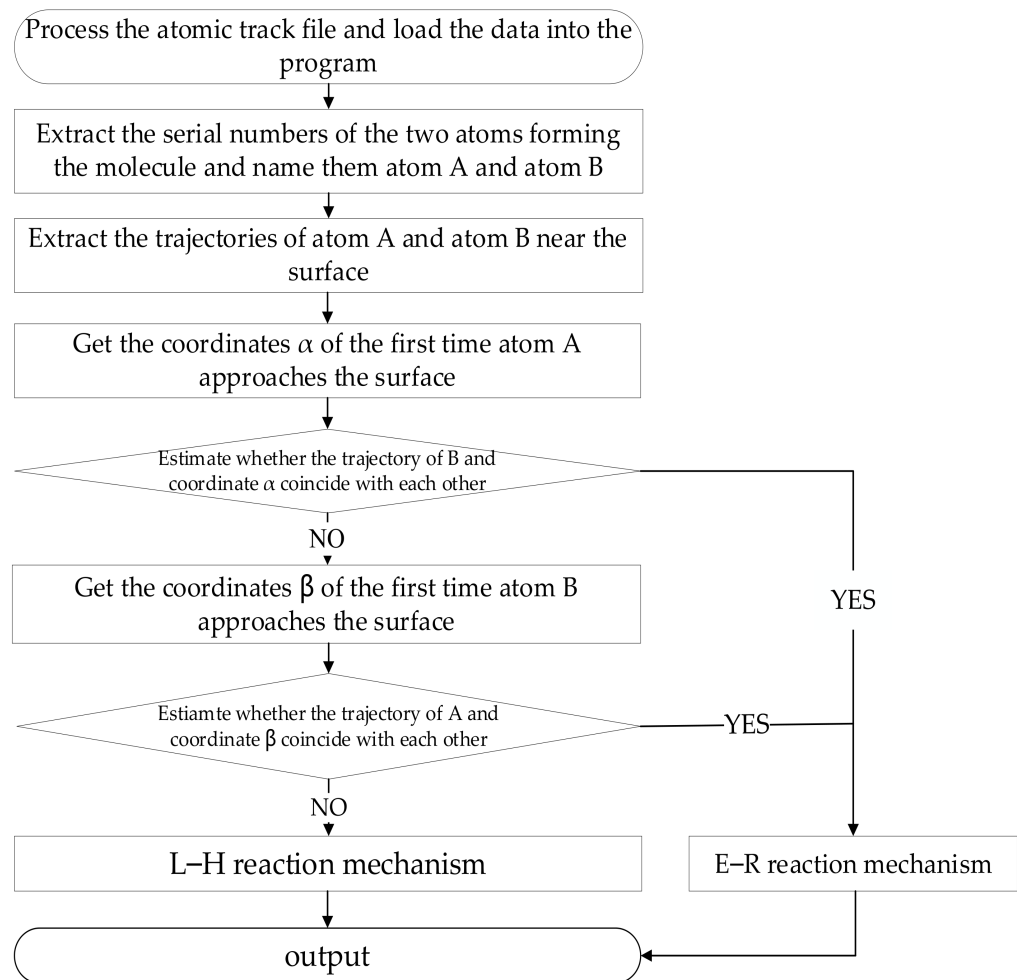 Process the atomic track file and load the data into the
program
Extract the serial numbers of the two atoms forming
the molecule and name them atom A and atom B
Extract the trajectories of atom A and atom B near the
surface
Get the coordinates α of the first time atom A
approaches the surface
Estimate whether the trajectory of B and
coordinate α coincide with each other
NO
Get the coordinates β of the first time atom B
approaches the surface
YES
Estiamte whether the trajectory of A and
coordinate β coincide with each other
YES
NO
L–H reaction mechanism
E–R reaction mechanism
output